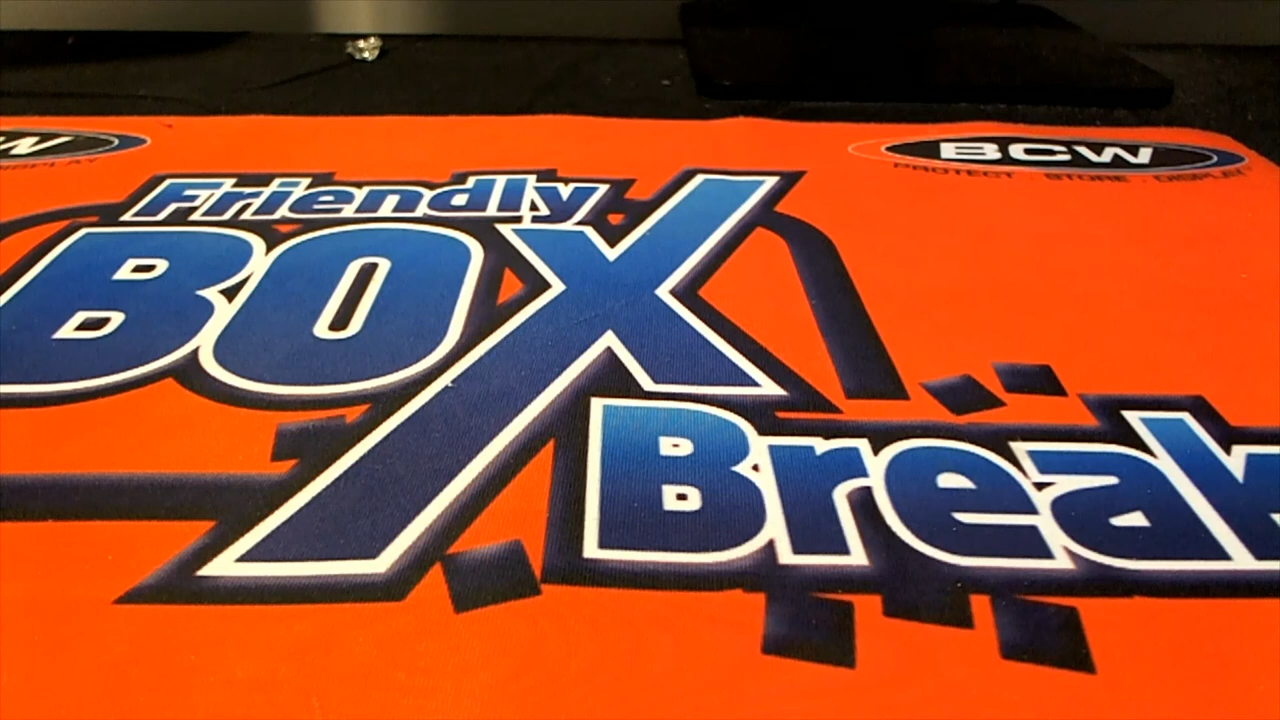 BCW
PROTECT · STORE · DISPLAY
Friendly
BOX
Break